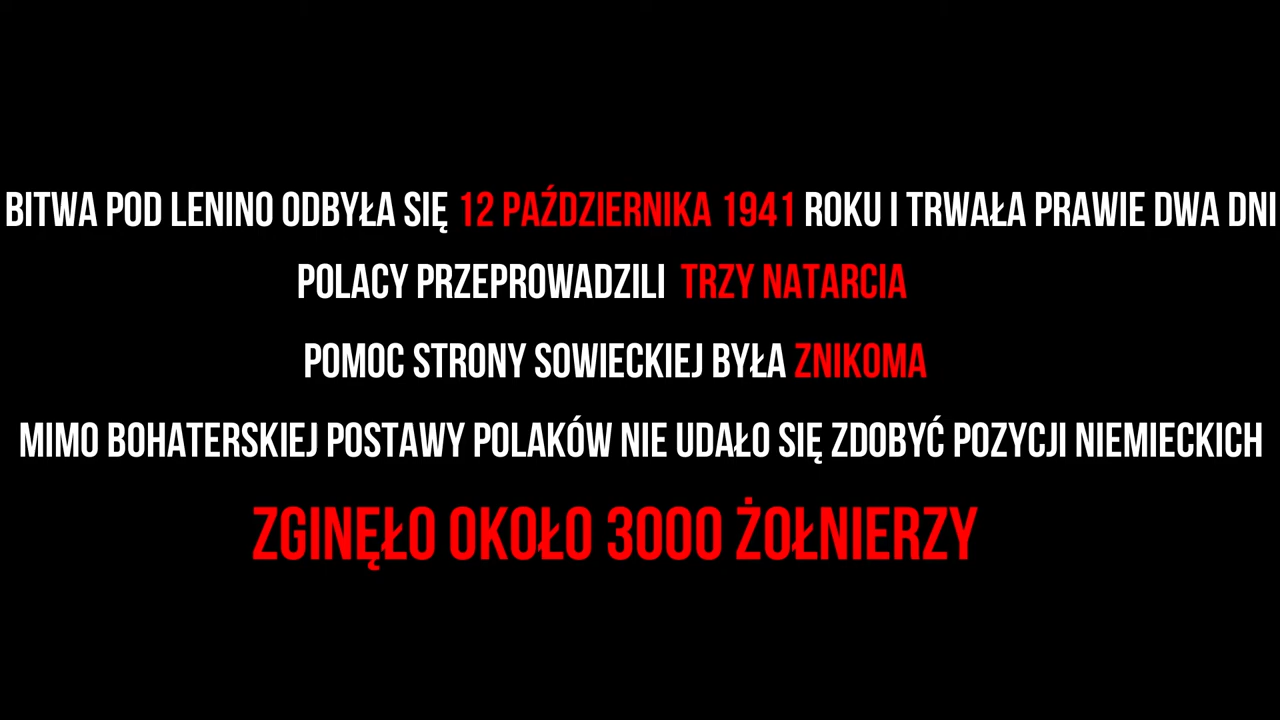 BITWA POD LENINO ODBYŁA SIĘ 12 PAŹDZIERNIKA 1941 ROKU I TRWAŁA PRAWIE DWA DNI
POLACY PRZEPROWADZILI TRZY NATARCIA
POMOC STRONY SOWIECKIEJ BYŁA ZNIKOMA
MIMO BOHATERSKIEJ POSTAWY POLAKÓW NIE UDAŁO SIĘ ZDOBYĆ POZYCJI NIEMIECKICH
ZGINĘŁO OKOŁO 3000 ŻOŁNIERZY